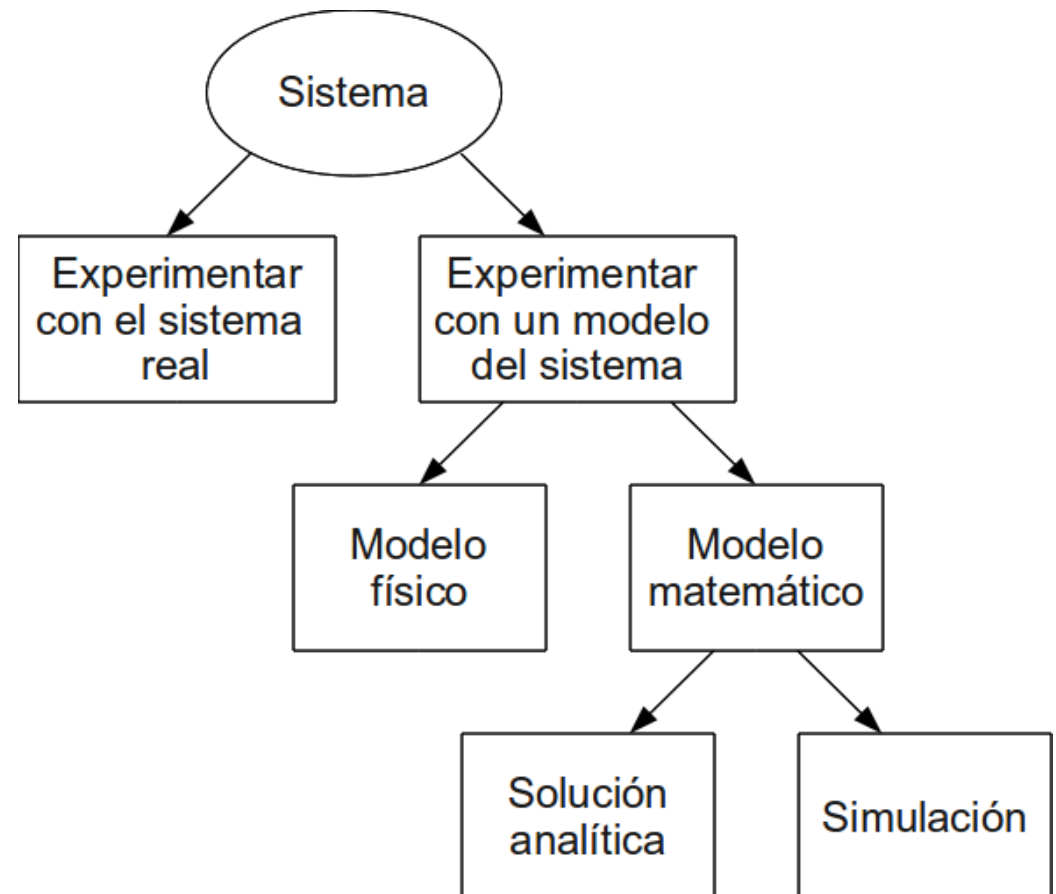 Sistema
Experimentar
con el sistema
real
Experimentar
con un modelo
del sistema
Modelo
físico
Modelo
matemático
Solución
analítica
Simulación